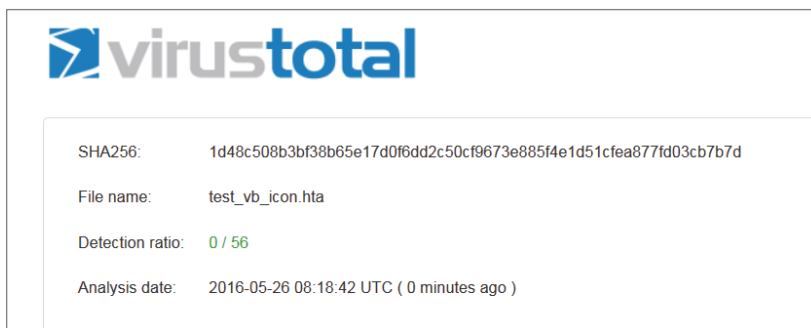 virustotal
SHA256: 1d48c508b3bf38b65e17d0f6dd2c50cf9673e885f4e1d51cfea877fd03cb7b7d
File name: test_vb_icon.hta
Detection ratio: 0 / 56
Analysis date: 2016-05-26 08:18:42 UTC ( 0 minutes ago )